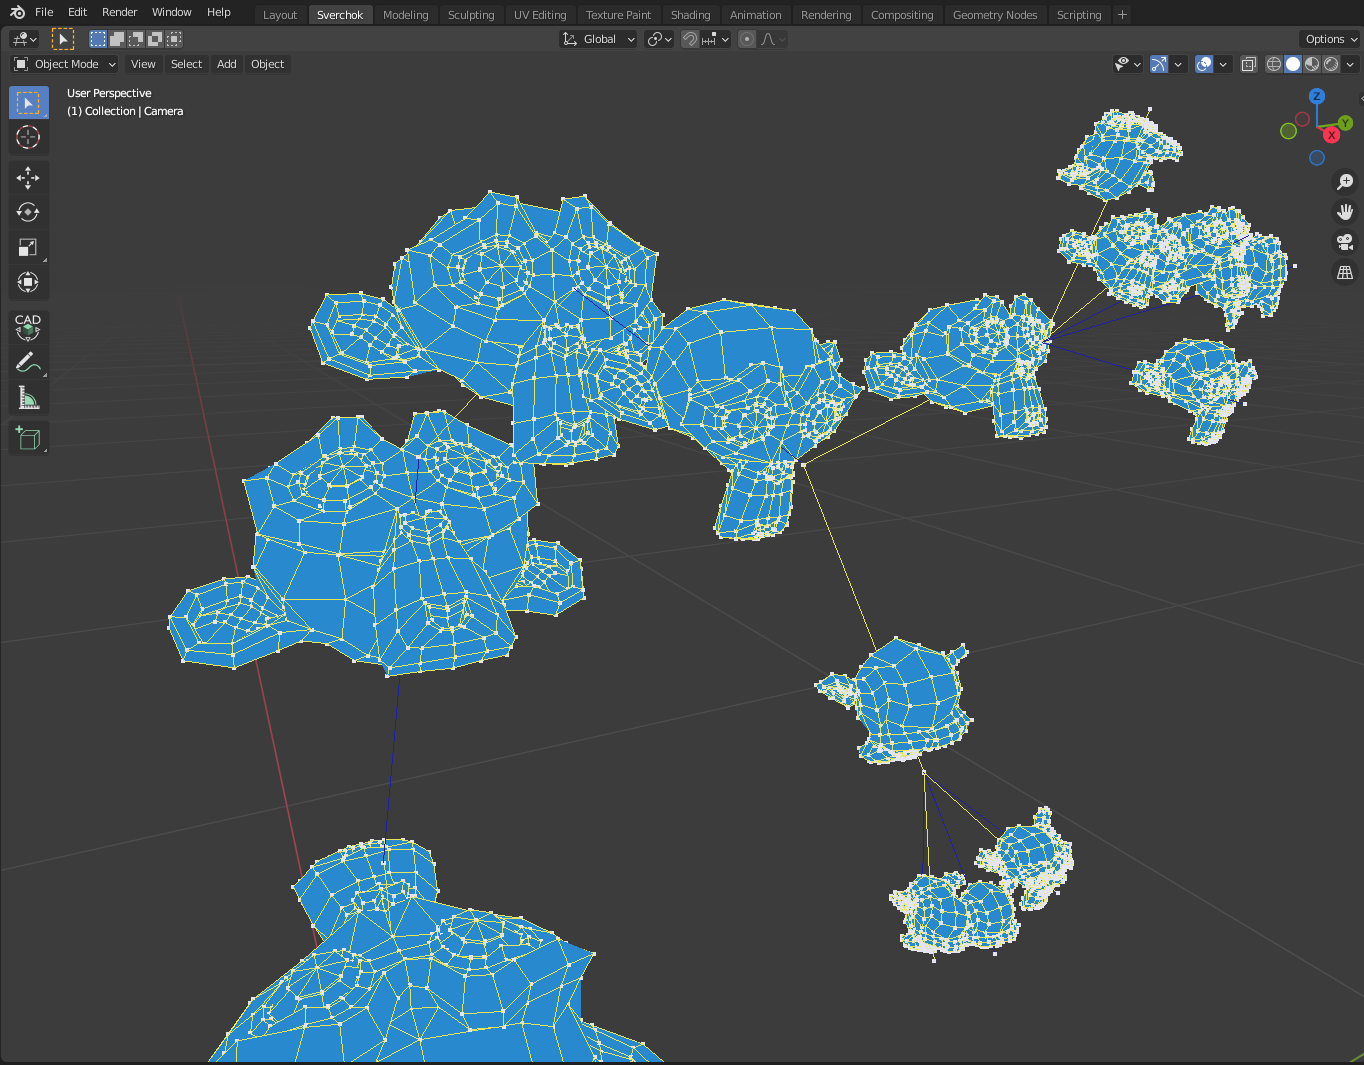 File Edit Render Window Help Layout Sverchok Modeling Sculpting UV Editing Texture Paint Shading Animation Rendering Compositing Geometry Nodes Scripting +
Global Options
Object Mode View Select Add Object
User Perspective
(1) Collection | Camera
Z
Y
X
CAD